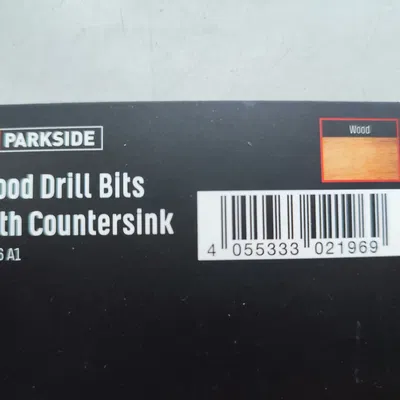 PARKSIDE
Wood
ood Drill Bits
th Countersink
6 A1
4 055333 021969